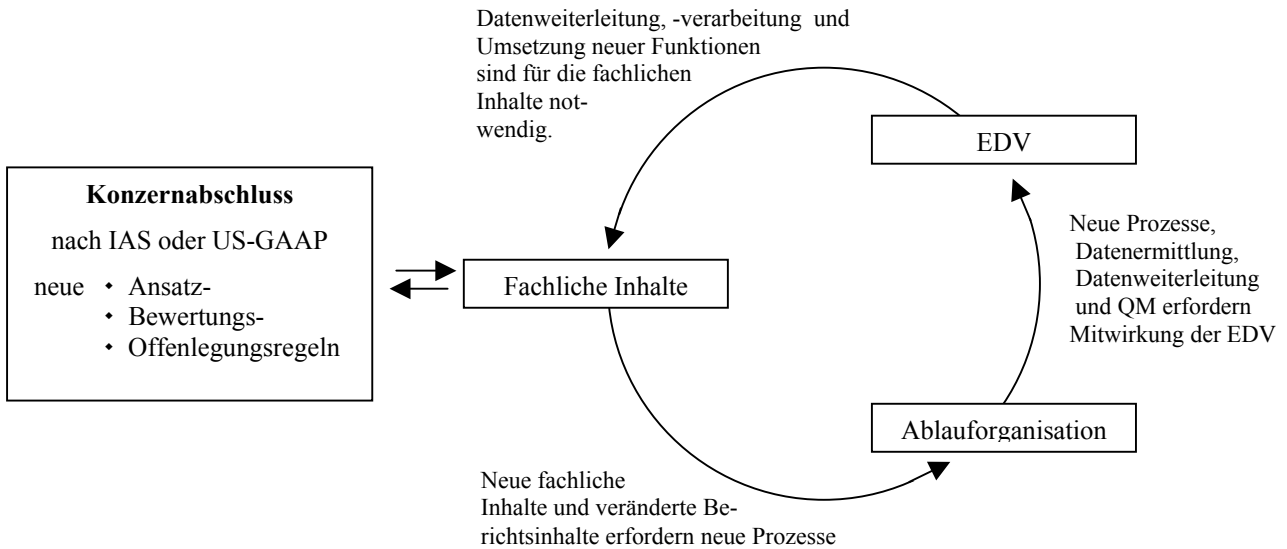 Datenweiterleitung, -verarbeitung und
Umsetzung neuer Funktionen
sind für die fachlichen
Inhalte not-
wendig.
EDV
Konzernabschluss
nach IAS oder US-GAAP
neue • Ansatz-
• Bewertungs-
• Offenlegungsregeln
Fachliche Inhalte
Neue Prozesse,
Datenermittlung,
Datenweiterleitung
und QM erfordern
Mitwirkung der EDV
Ablauforganisation
Neue fachliche
Inhalte und veränderte Be-
richtsinhalte erfordern neue Prozesse